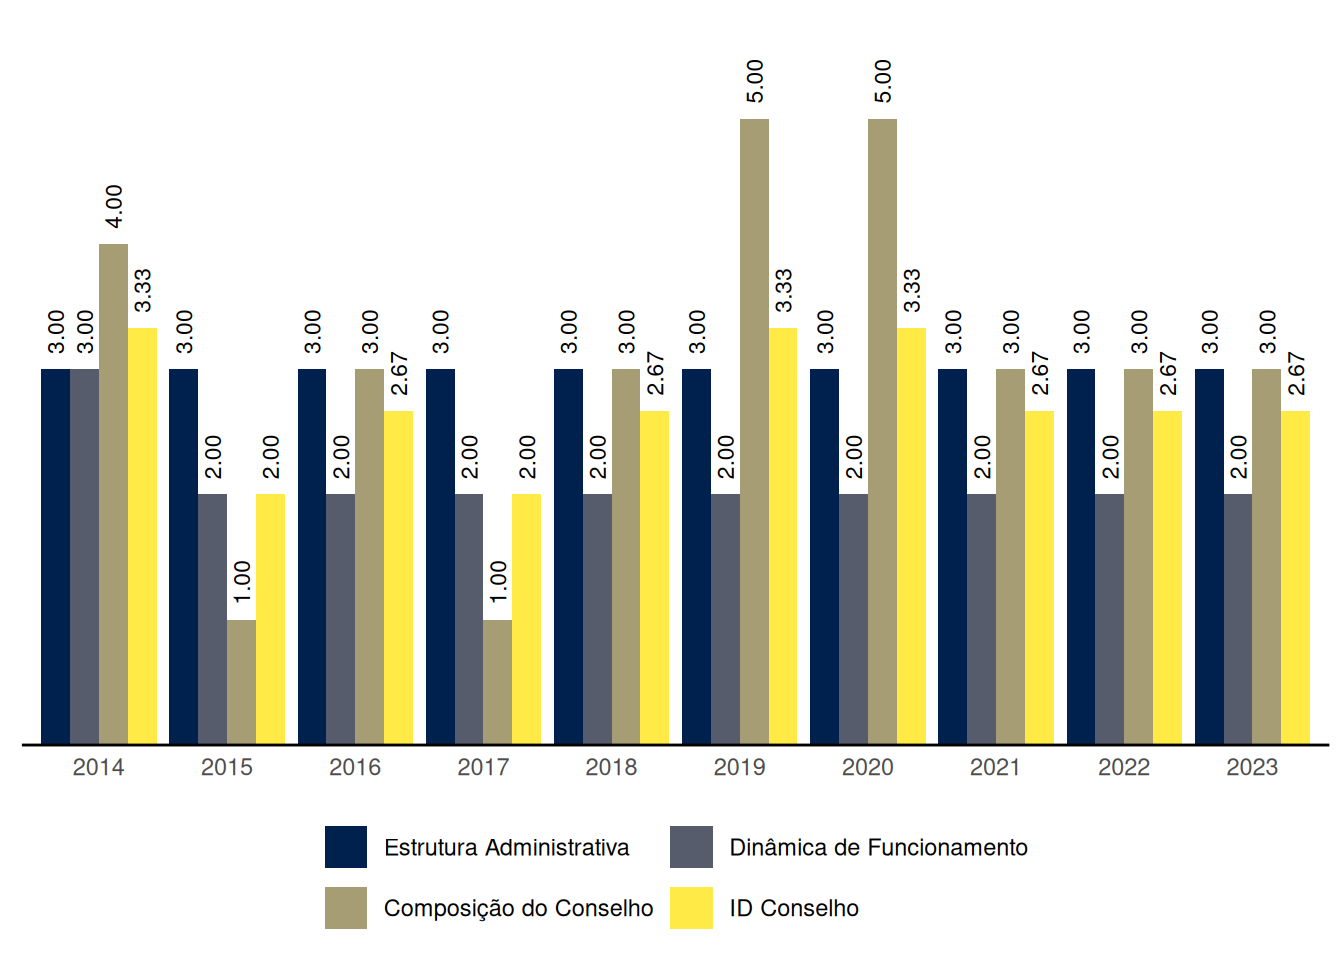 5.00 5.00
4.00
3.33 3.33 3.33
3.00 3.00 3.00 3.00 3.00 3.00 3.00 3.00 3.00 3.00 3.00 3.00 3.00 3.00 3.00 3.00
2.67 2.67 2.67 2.67 2.67
2.00 2.00 2.00 2.00 2.00 2.00 2.00 2.00 2.00 2.00 2.00
1.00 1.00
2014 2015 2016 2017 2018 2019 2020 2021 2022 2023
Estrutura Administrativa Dinâmica de Funcionamento
Composição do Conselho ID Conselho